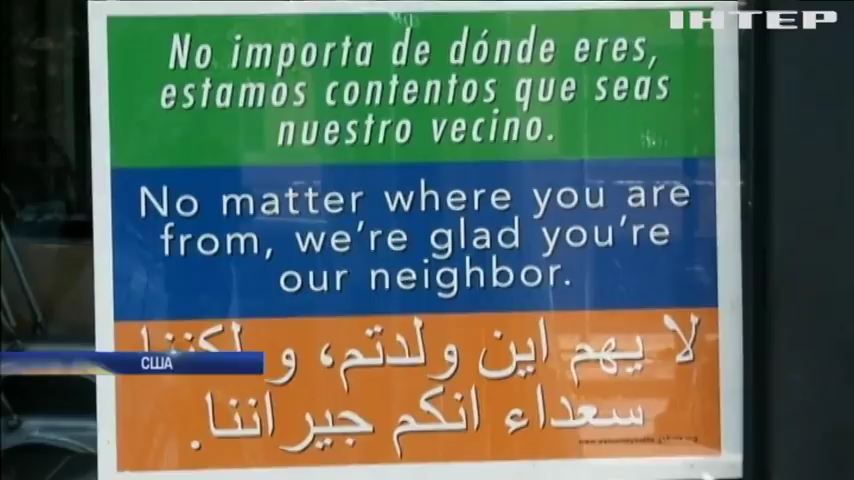 ІНТЕР
No importa de dónde eres,
estamos contentos que seas
nuestro vecino.
No matter where you are
from, we're glad you're
our neighbor.
لا يهم اين ولدتم، و لكننا
سعداء انكم جيراننا.
США